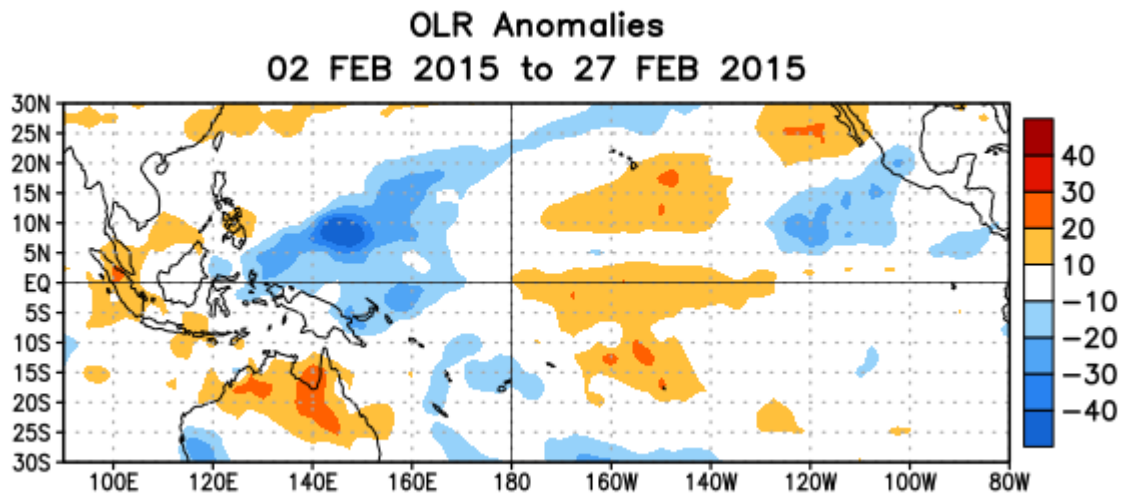 OLR Anomalies
02 FEB 2015 to 27 FEB 2015
30N
25N
20N
15N
10N
5N
EQ
5S
10S
15S
20S
25S
30S
100E 120E 140E 160E 180 160W 140W 120W 100W 80W
40
30
20
10
-10
-20
-30
-40